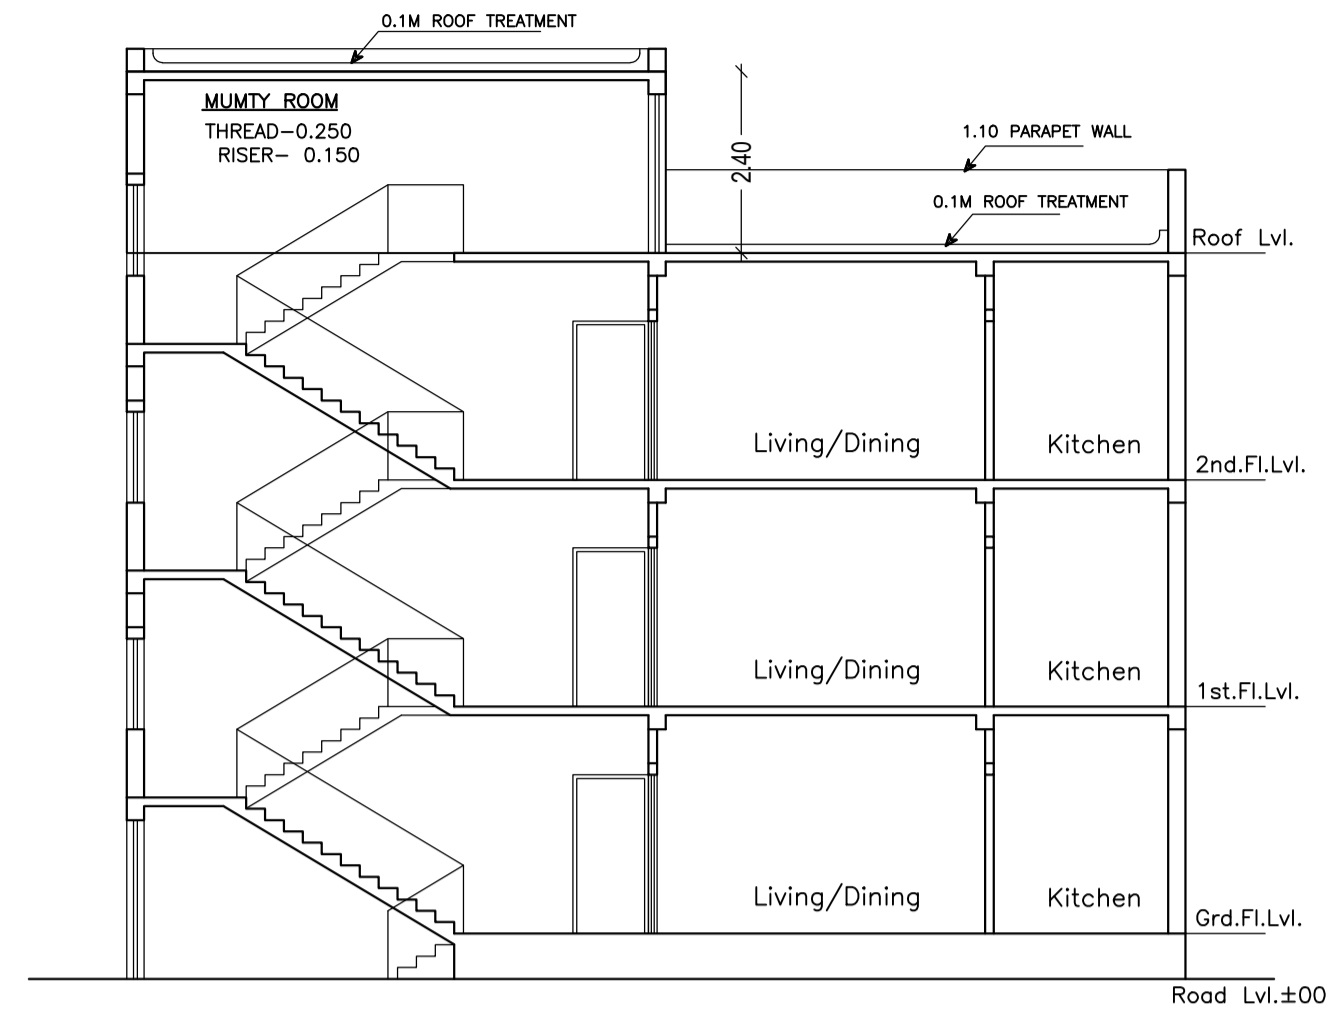 0.1M ROOF TREATMENT
MUMTY ROOM
THREAD-0.250
RISER- 0.150
2.40
1.10 PARAPET WALL
0.1M ROOF TREATMENT
Roof Lvl.
Living/Dining
Kitchen
2nd.Fl.Lvl.
Living/Dining
Kitchen
1st.Fl.Lvl.
Living/Dining
Kitchen
Grd.Fl.Lvl.
Road Lvl.±00